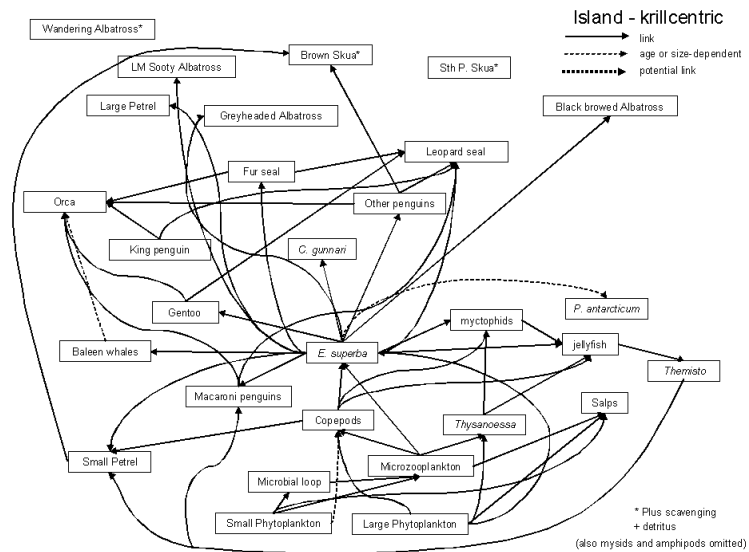 Island - krillcentric
Wandering Albatross*
link
Brown Skua*
age or size-dependent
LM Sooty Albatross
Sth P. Skua*
potential link
Large Petrel
Black browed Albatross
Greyheaded Albatross
Leopard seal
Fur seal
Orca
Other penguins
King penguin
C. gunnari
Gentoo
P. antarcticum
myctophids
Baleen whales
E. superba
jellyfish
Themisto
Macaroni penguins
Salps
Copepods
Thysanoessa
Small Petrel
Microzooplankton
Microbial loop
Small Phytoplankton
Large Phytoplankton
* Plus scavenging
+ detritus
(also mysids and amphipods omitted)